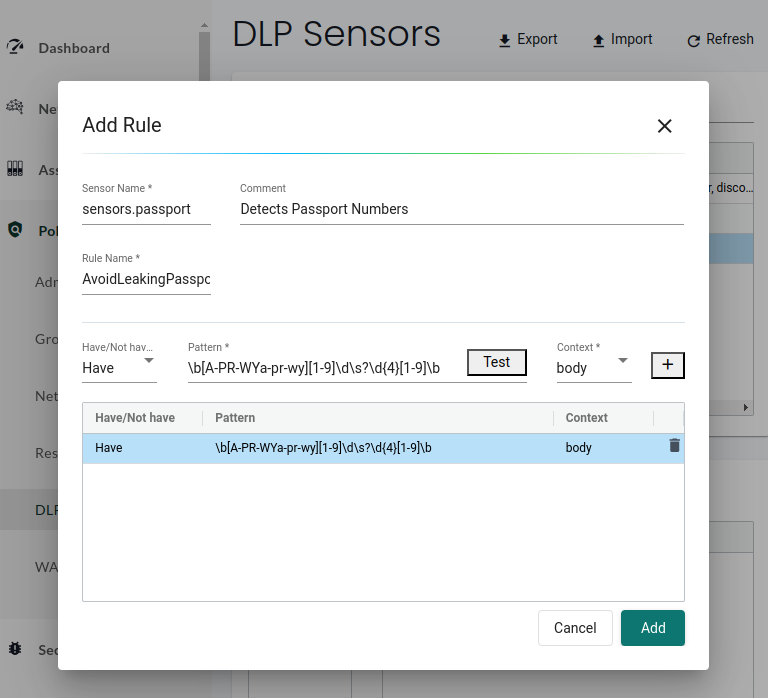 DLP Sensors
Export
Import
Refresh
Dashboard
Ne
Ass
Pol
Adr
Gro
Net
Res
DLP
WA
Sec
r, disco...
Add Rule
Sensor Name *
Comment
sensors.passport
Detects Passport Numbers
Rule Name *
AvoidLeakingPasspo
Have/Not hav...
Pattern *
Context *
Have
\b[A-PR-WYa-pr-wy][1-9]\d\s?\d{4}[1-9]\b
Test
body
+
Have/Not have
Pattern
Context
Have
\b[A-PR-WYa-pr-wy][1-9]\d\s?\d{4}[1-9]\b
body
Cancel
Add